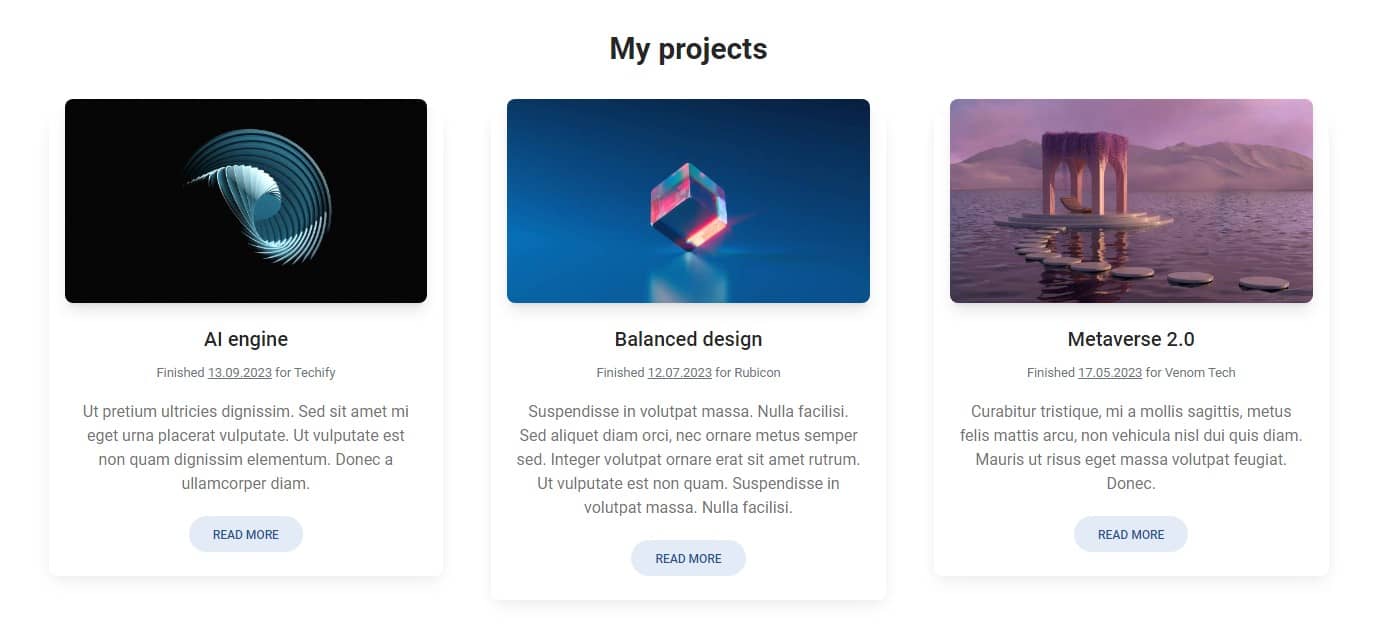 My projects
AI engine
Finished 13.09.2023 for Techify
Ut pretium ultricies dignissim. Sed sit amet mi
eget urna placerat vulputate. Ut vulputate est
non quam dignissim elementum. Donec a
ullamcorper diam.
READ MORE
Balanced design
Finished 12.07.2023 for Rubicon
Suspendisse in volutpat massa. Nulla facilisi.
Sed aliquet diam orci, nec ornare metus semper
sed. Integer volutpat ornare erat sit amet rutrum.
Ut vulputate est non quam. Suspendisse in
volutpat massa. Nulla facilisi.
READ MORE
Metaverse 2.0
Finished 17.05.2023 for Venom Tech
Curabitur tristique, mi a mollis sagittis, metus
felis mattis arcu, non vehicula nisl dui quis diam.
Mauris ut risus eget massa volutpat feugiat.
Donec.
READ MORE